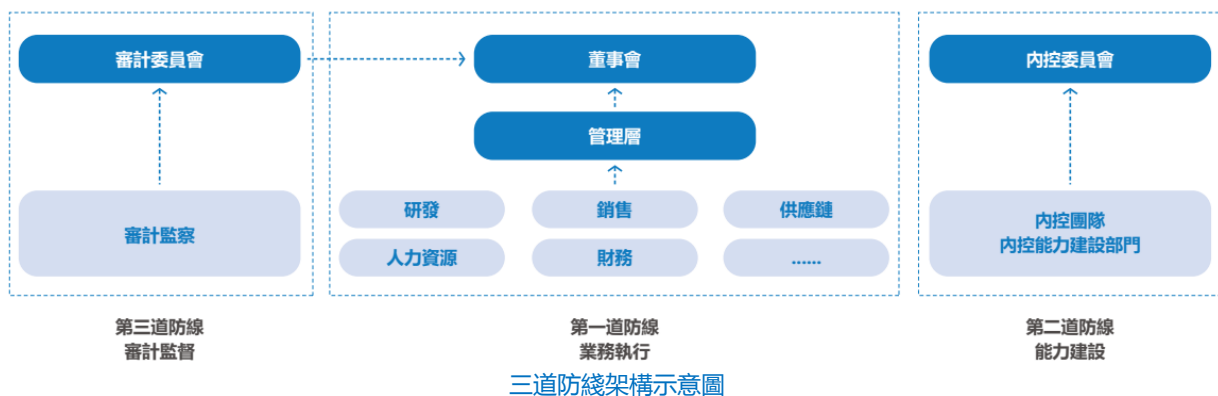 審計委員會
董事會
內控委員會
管理層
審計監察
研發
銷售
供應鏈
人力資源
財務
......
內控團隊
內控能力建設部門
第三道防線
審計監督
第一道防線
業務執行
第二道防線
能力建設
三道防綫架構示意圖